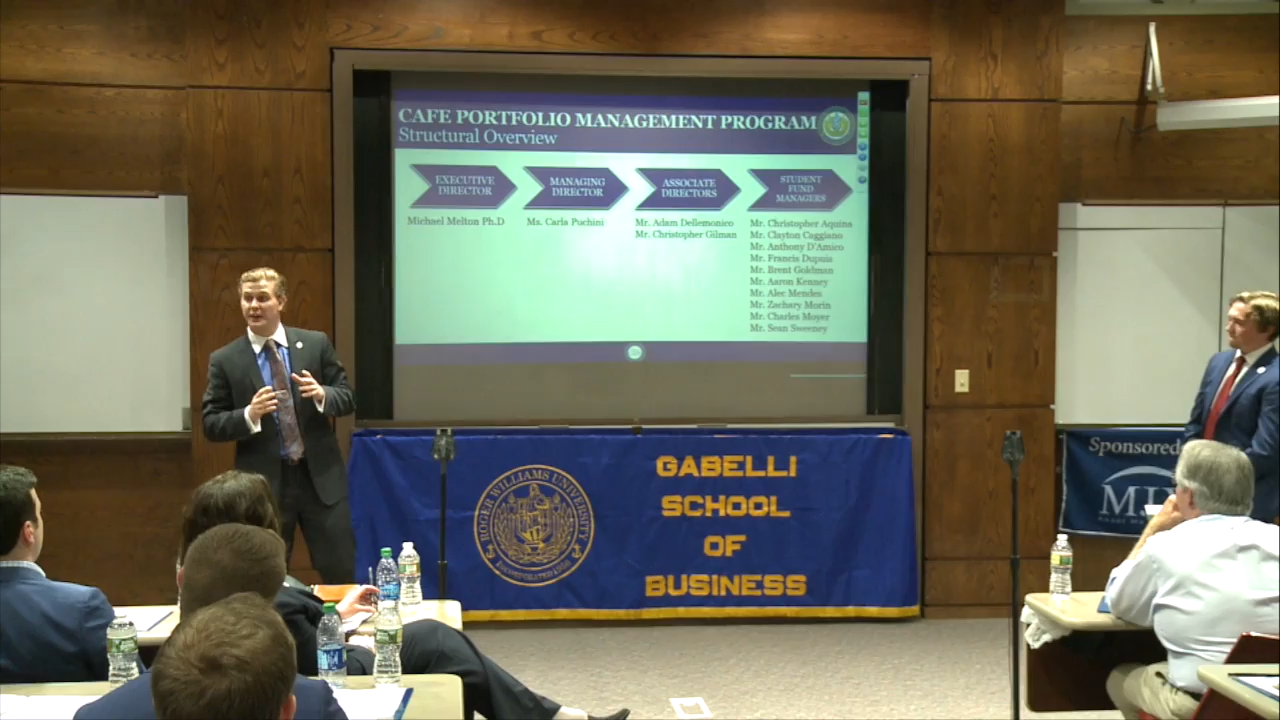 CAFE PORTFOLIO MANAGEMENT PROGRAM
Structural Overview
EXECUTIVE
DIRECTOR
Michael Melton Ph.D
MANAGING
DIRECTOR
Ms. Carla Puchini
ASSOCIATE
DIRECTORS
Mr. Adam Dellemonico
Mr. Christopher Gilman
STUDENT
FUND
MANAGERS
Mr. Christopher Aquina
Mr. Clayton Caggiano
Mr. Anthony D'Amico
Mr. Francis Dupuis
Mr. Brent Goldman
Mr. Aaron Kenney
Mr. Alec Mendes
Mr. Zachary Morin
Mr. Charles Moyer
Mr. Sean Sweeney
ROGER WILLIAMS UNIVERSITY
INCORPORATED 1956
GABELLI
SCHOOL
OF
BUSINESS
Sponsored